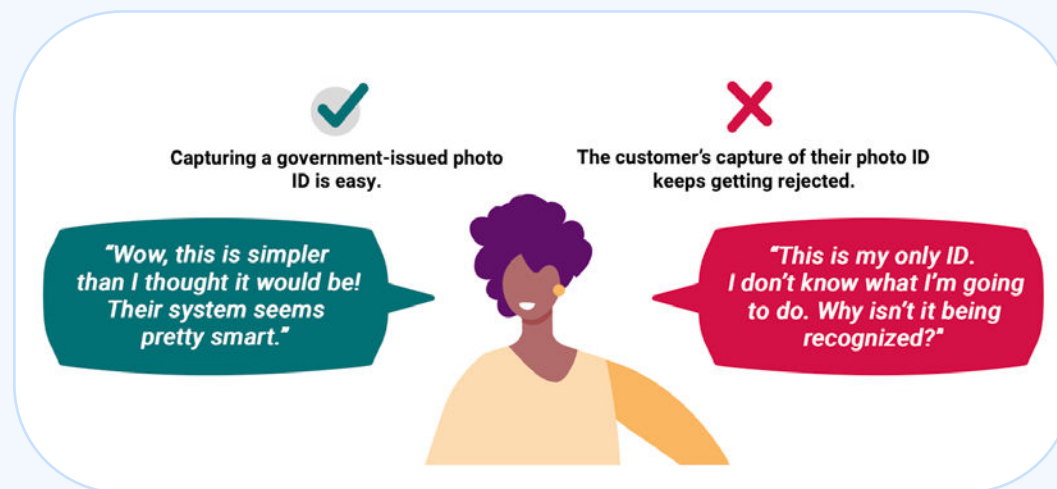 Capturing a government-issued photo
ID is easy.
"Wow, this is simpler
than I thought it would be!
Their system seems
pretty smart."
The customer’s capture of their photo ID
keeps getting rejected.
"This is my only ID.
I don’t know what I’m going
to do. Why isn’t it being
recognized?"